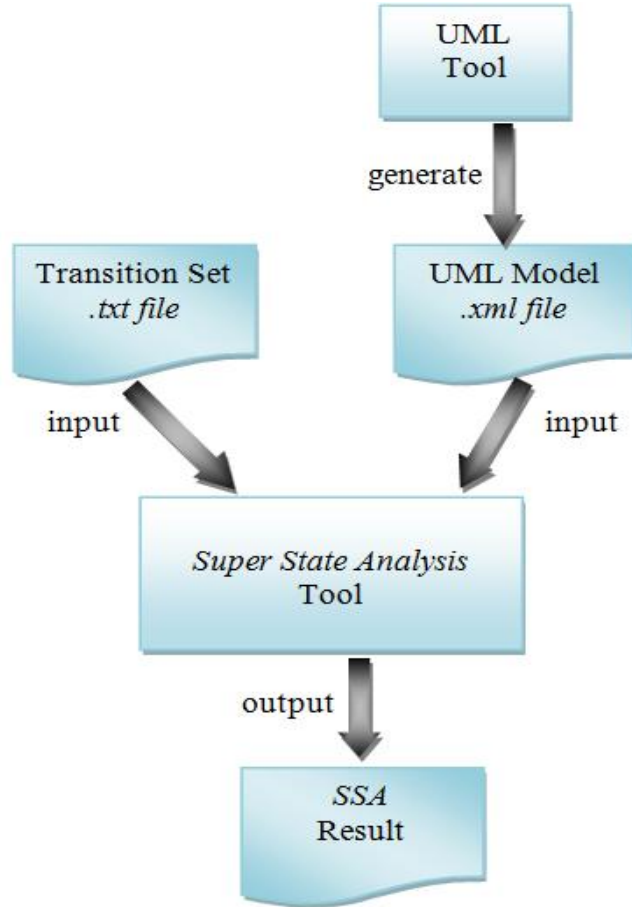 UML
Tool
generate
Transition Set
.txt file
UML Model
.xml file
input
input
Super State Analysis
Tool
output
SSA
Result